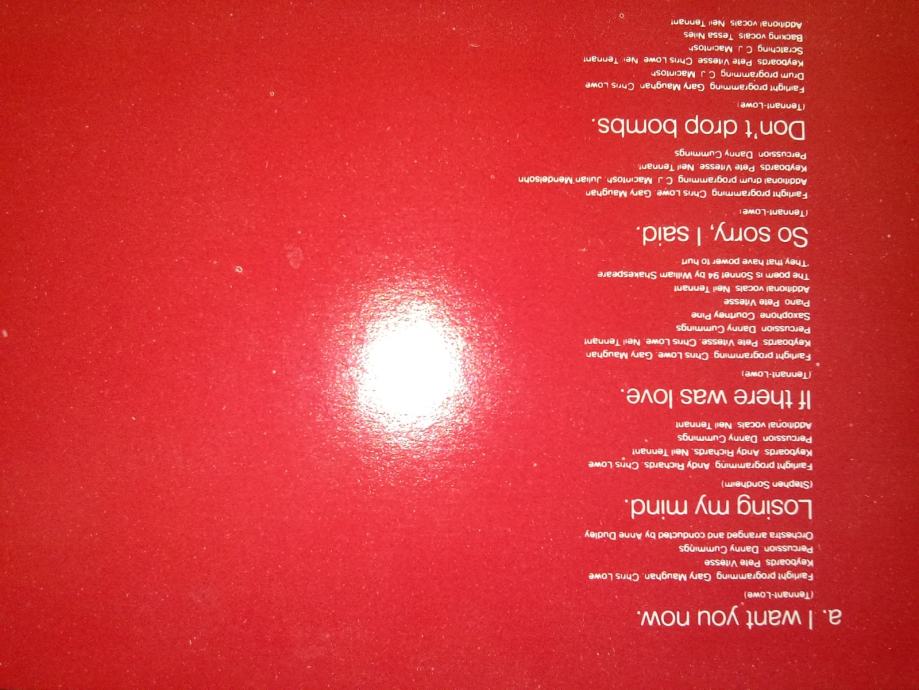 a. I want you now.
(Tennant-Lowe)
Fairlight programming Gary Maughan, Chris Lowe
Keyboards Pete Vitesse
Percussion Danny Cummings
Orchestra arranged and conducted by Anne Dudley
Losing my mind.
(Stephen Sondheim)
Fairlight programming Andy Richards, Chris Lowe
Keyboards Andy Richards, Neil Tennant
Percussion Danny Cummings
Additional vocals Neil Tennant
If there was love.
(Tennant-Lowe)
Fairlight programming Chris Lowe, Gary Maughan
Keyboards Pete Vitesse, Chris Lowe, Neil Tennant
Percussion Danny Cummings
Saxophone Courtney Pine
Piano Pete Vitesse
Additional vocals Neil Tennant
The poem is Sonnet 94 by William Shakespeare
'They that have power to hurt'
So sorry, I said.
(Tennant-Lowe)
Fairlight programming Chris Lowe, Gary Maughan
Additional drum programming C. J. Macintosh, Julian Mendelsohn
Keyboards Pete Vitesse, Neil Tennant
Percussion Danny Cummings
Don't drop bombs.
(Tennant-Lowe)
Fairlight programming Gary Maughan, Chris Lowe
Drum programming C. J. Macintosh
Keyboards Pete Vitesse, Chris Lowe, Neil Tennant
Scratching C. J. Macintosh
Backing vocals Tessa Niles
Additional vocals Neil Tennant